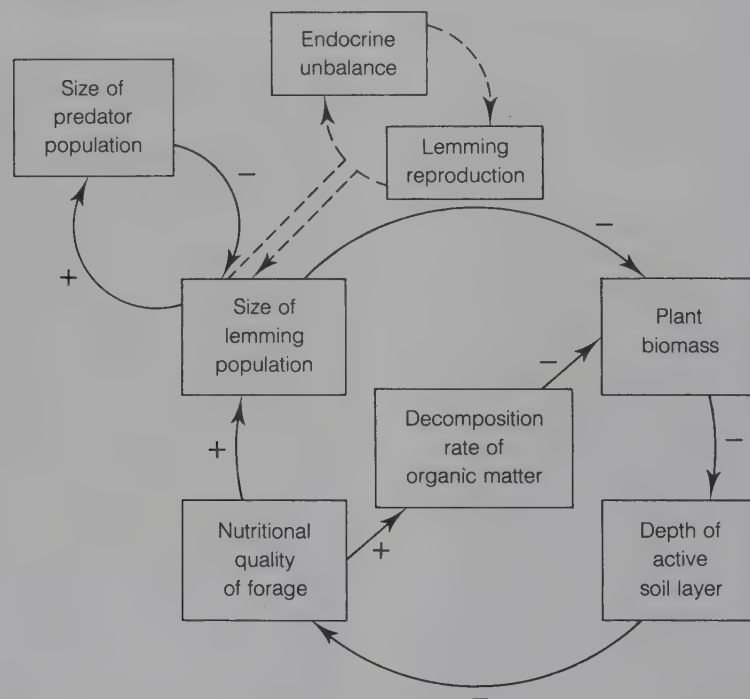 Endocrine
unbalance
Size of
predator
population
Lemming
reproduction
−
−
+
Size of
lemming
population
Plant
biomass
−
Decomposition
rate of
organic matter
+
−
Nutritional
quality
of forage
+
Depth of
active
soil layer
−